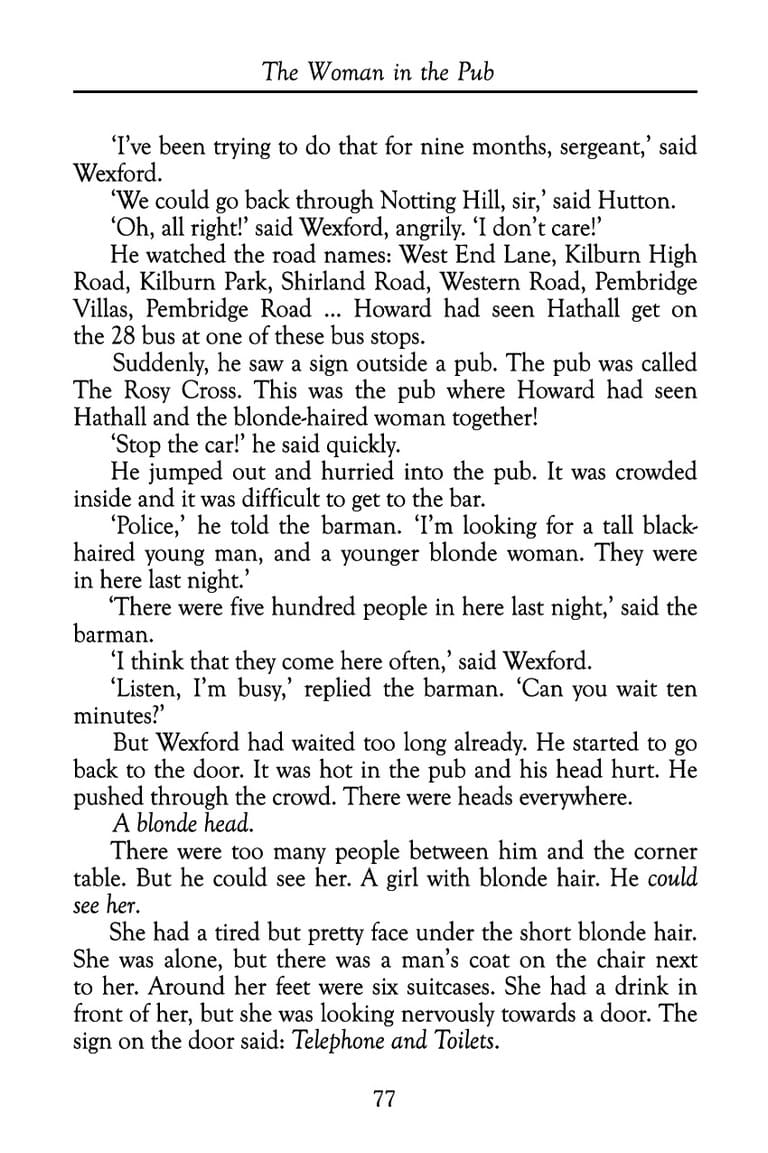 The Woman in the Pub
‘I’ve been trying to do that for nine months, sergeant,’ said
Wexford.
‘We could go back through Notting Hill, sir,’ said Hutton.
‘Oh, all right!’ said Wexford, angrily. ‘I don’t care!’
He watched the road names: West End Lane, Kilburn High
Road, Kilburn Park, Shirland Road, Western Road, Pembridge
Villas, Pembridge Road ... Howard had seen Hathall get on
the 28 bus at one of these bus stops.
Suddenly, he saw a sign outside a pub. The pub was called
The Rosy Cross. This was the pub where Howard had seen
Hathall and the blonde-haired woman together!
‘Stop the car!’ he said quickly.
He jumped out and hurried into the pub. It was crowded
inside and it was difficult to get to the bar.
‘Police,’ he told the barman. ‘I’m looking for a tall black-
haired young man, and a younger blonde woman. They were
in here last night.’
‘There were five hundred people in here last night,’ said the
barman.
‘I think that they come here often,’ said Wexford.
‘Listen, I’m busy,’ replied the barman. ‘Can you wait ten
minutes?’
But Wexford had waited too long already. He started to go
back to the door. It was hot in the pub and his head hurt. He
pushed through the crowd. There were heads everywhere.
A blonde head.
There were too many people between him and the corner
table. But he could see her. A girl with blonde hair. He could
see her.
She had a tired but pretty face under the short blonde hair.
She was alone, but there was a man’s coat on the chair next
to her. Around her feet were six suitcases. She had a drink in
front of her, but she was looking nervously towards a door. The
sign on the door said: Telephone and Toilets.
77